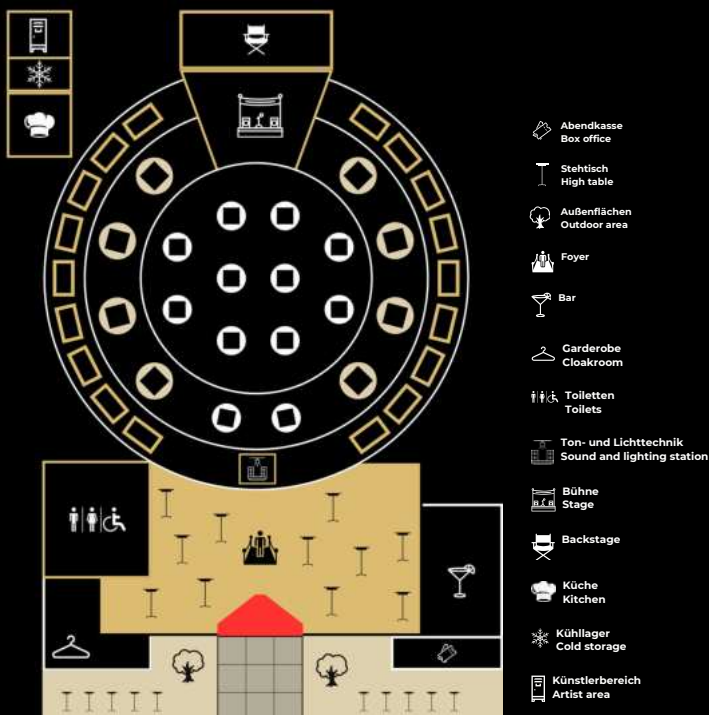 Abendkasse
Box office
Stehtisch
High table
Außenflächen
Outdoor area
Foyer
Bar
Garderobe
Cloakroom
Toiletten
Toilets
Ton- und Lichttechnik
Sound and lighting station
Bühne
Stage
Backstage
Küche
Kitchen
Kühllager
Cold storage
Künstlerbereich
Artist area